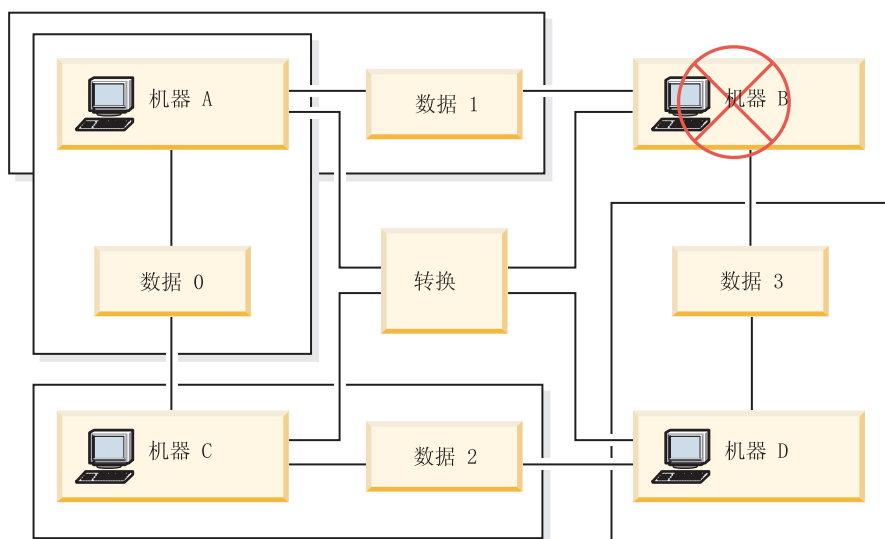 机器 A
数据 1
机器 B
数据 0
转换
数据 3
机器 C
数据 2
机器 D